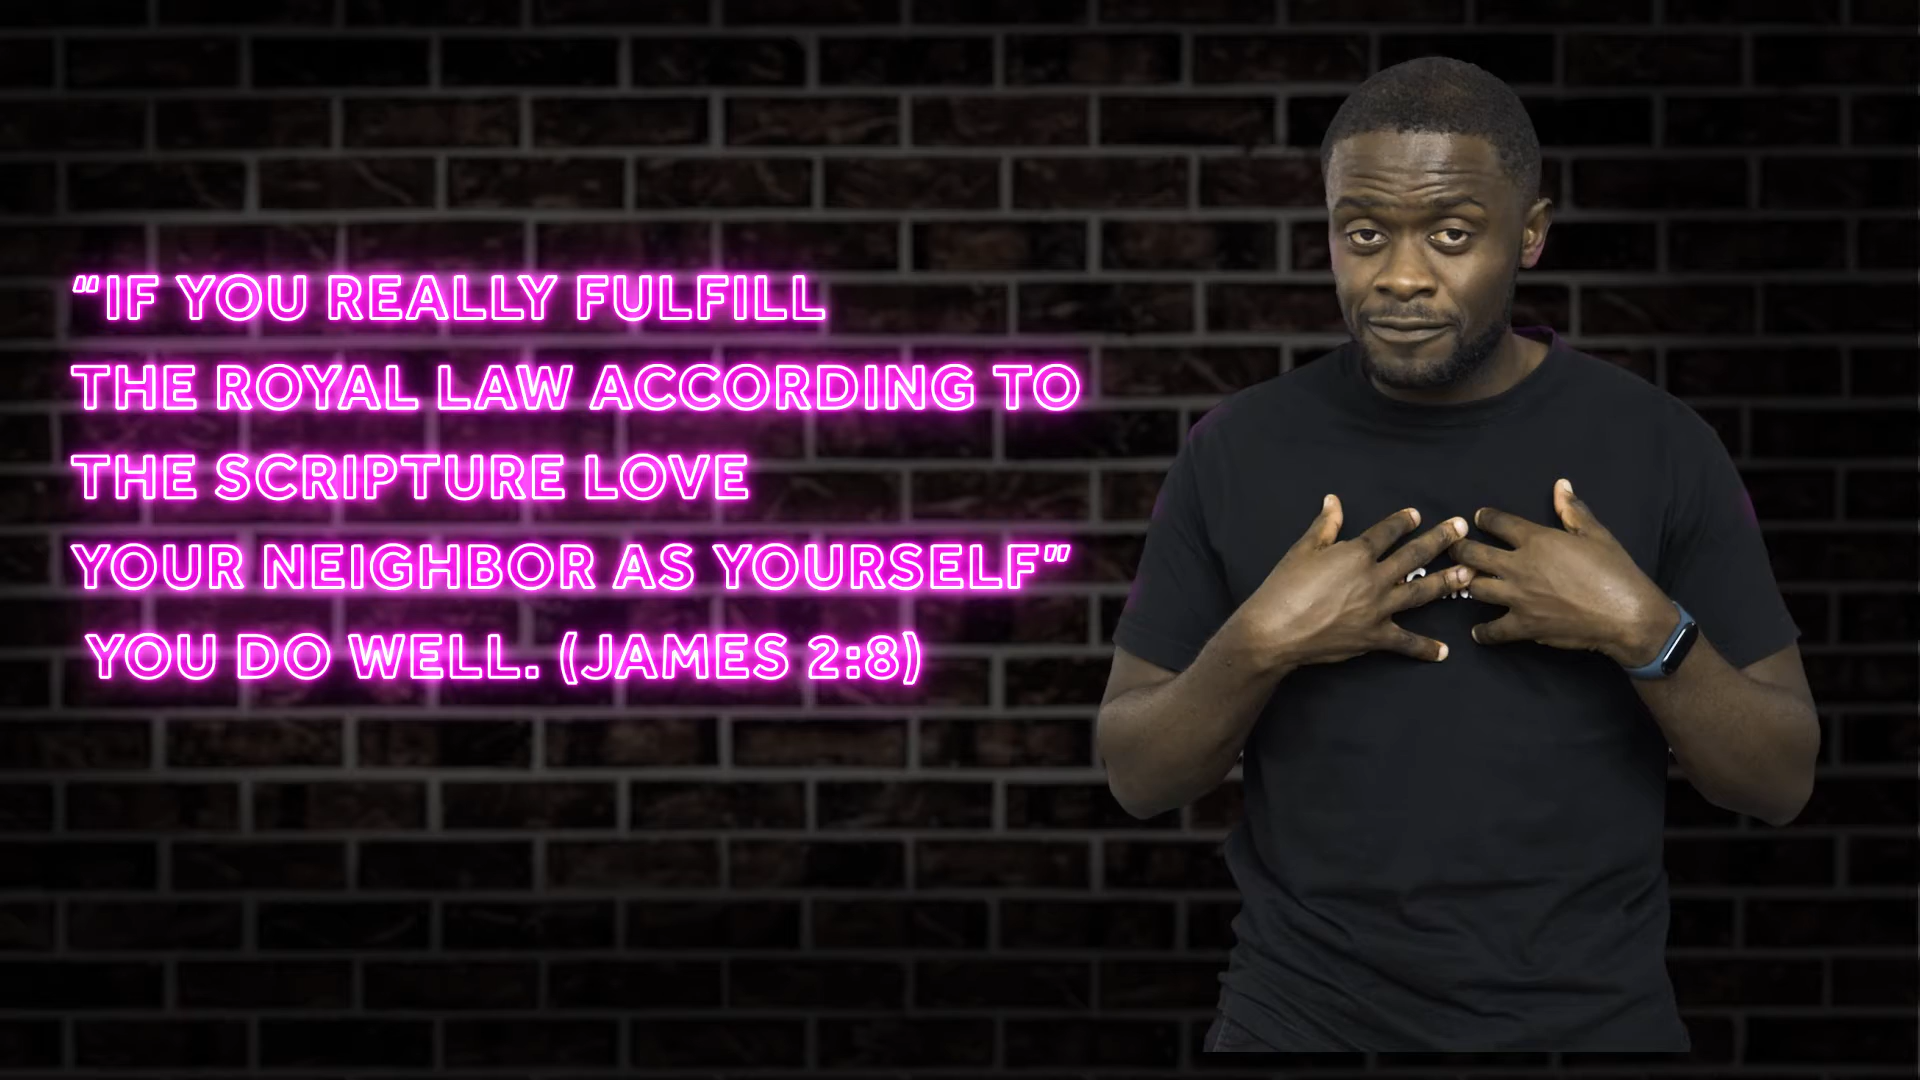 “IF YOU REALLY FULFILL
THE ROYAL LAW ACCORDING TO
THE SCRIPTURE LOVE
YOUR NEIGHBOR AS YOURSELF”
YOU DO WELL. (JAMES 2:8)